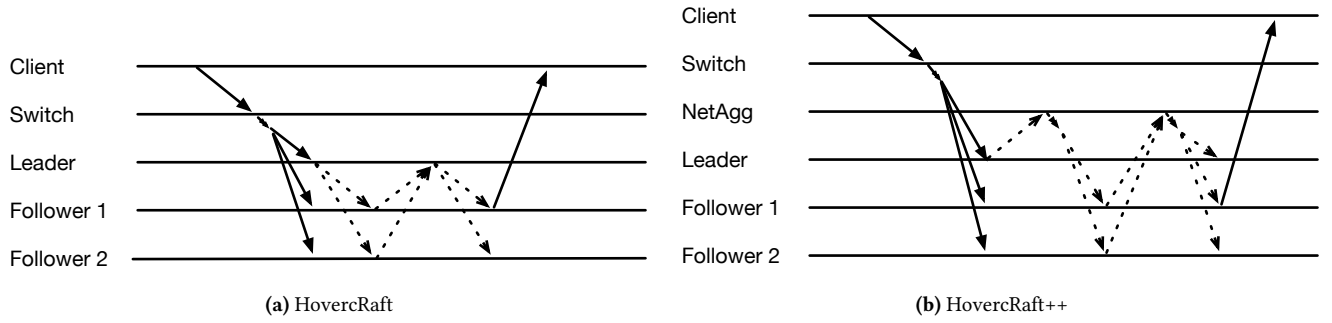 Client
Switch
Leader
Follower 1
Follower 2
(a) HovercRaft
Client
Switch
NetAgg
Leader
Follower 1
Follower 2
(b) HovercRaft++